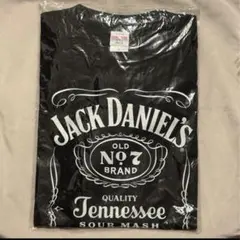 JACK DANIEL'S
OLD
No 7
BRAND
QUALITY
Tennessee
SOUR MASH